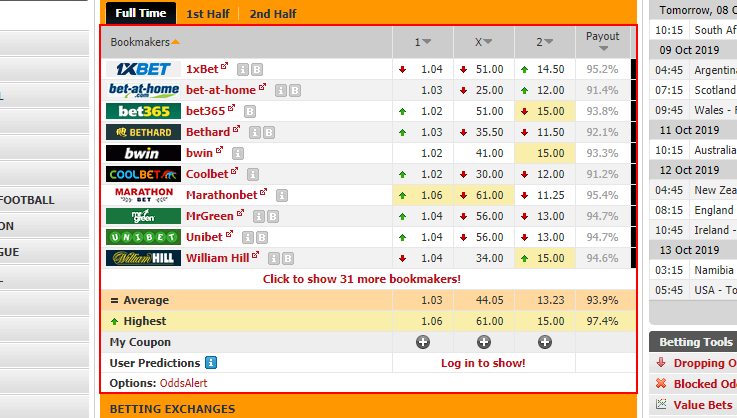 Full Time 1st Half 2nd Half
Bookmakers 1 X 2 Payout
1XBET 1xBet i B 1.04 51.00 14.50 95.2%
bet-at-home .com bet-at-home i B 1.03 25.00 12.00 91.4%
bet365 bet365 B 1.02 51.00 15.00 93.8%
BETHARD Bethard i B 1.03 35.50 11.50 92.1%
bwin bwin i 1.02 41.00 15.00 93.3%
COOLBET Coolbet i 1.02 30.00 12.00 91.2%
MARATHON BET Marathonbet i 1.06 61.00 11.25 95.4%
mr green MrGreen i B 1.04 56.00 13.00 94.7%
UNIBET Unibet i B 1.04 56.00 13.00 94.7%
William HILL William Hill i B 1.04 34.00 15.00 94.6%
Click to show 31 more bookmakers!
= Average 1.03 44.05 13.23 93.9%
Highest 1.06 61.00 15.00 97.4%
My Coupon
User Predictions i Log in to show!
Options: OddsAlert
BETTING EXCHANGES
FOOTBALL
Tomorrow, 08 O
10:15 South Af
09 Oct 2019
04:45 Argentina
07:15 Scotland
09:45 Wales - F
11 Oct 2019
10:15 Australia
12 Oct 2019
04:45 New Zea
08:15 England
10:45 Ireland -
13 Oct 2019
03:15 Namibia
05:45 USA - To
Betting Tools
Dropping O
Blocked Odd
Value Bets